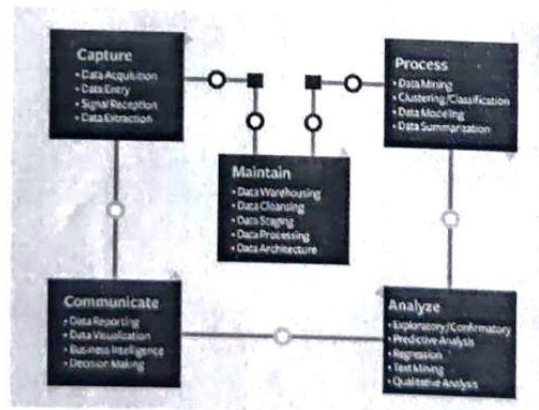 Capture
• Data Acquisition
• Data Entry
• Signal Reception
• Data Extraction
Process
• Data Mining
• Clustering/Classification
• Data Modeling
• Data Summarization
Maintain
• Data Warehousing
• Data Cleansing
• Data Staging
• Data Processing
• Data Architecture
Communicate
• Data Reporting
• Data Visualization
• Business Intelligence
• Decision Making
Analyze
• Exploratory/Confirmatory
• Predictive Analysis
• Regression
• Text Mining
• Qualitative Analysis